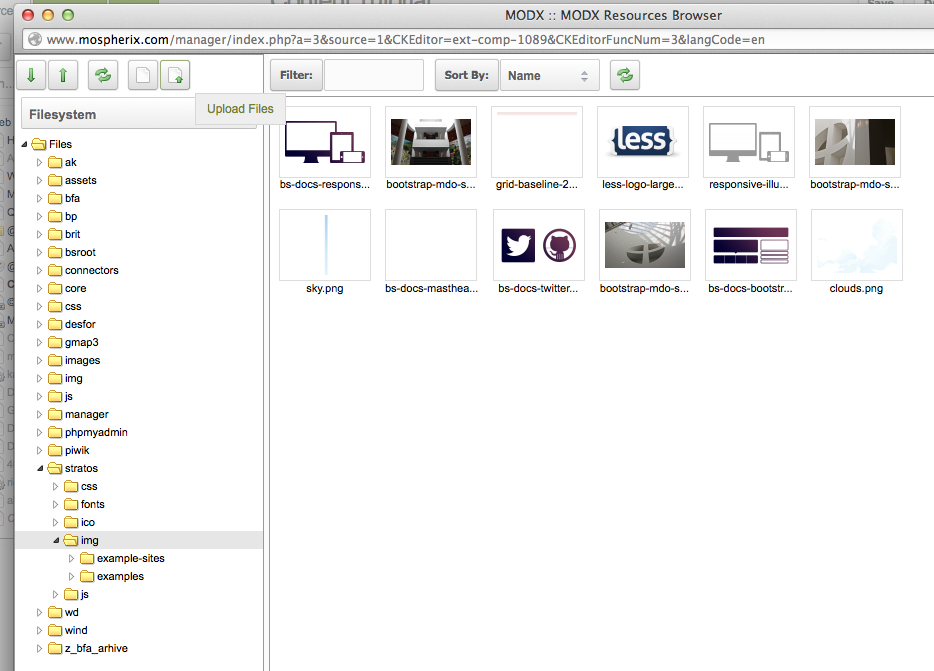 MODX :: MODX Resources Browser
www.mospherix.com/manager/index.php?a=3&source=1&CKEditor=ext-comp-1089&CKEditorFuncNum=3&langCode=en
Filter:
Sort By:
Name
Upload Files
Filesystem
Files
ak
assets
bfa
bp
brit
bsroot
connectors
core
css
desfor
gmap3
images
img
js
manager
phpmyadmin
piwik
stratos
css
fonts
ico
img
example-sites
examples
js
wd
wind
z_bfa_arhive
{less}
bs-docs-respons...
bootstrap-mdo-s...
grid-baseline-2...
less-logo-large...
responsive-illu...
bootstrap-mdo-s...
sky.png
bs-docs-masthea...
bs-docs-twitter...
bootstrap-mdo-s...
bs-docs-bootstr...
clouds.png